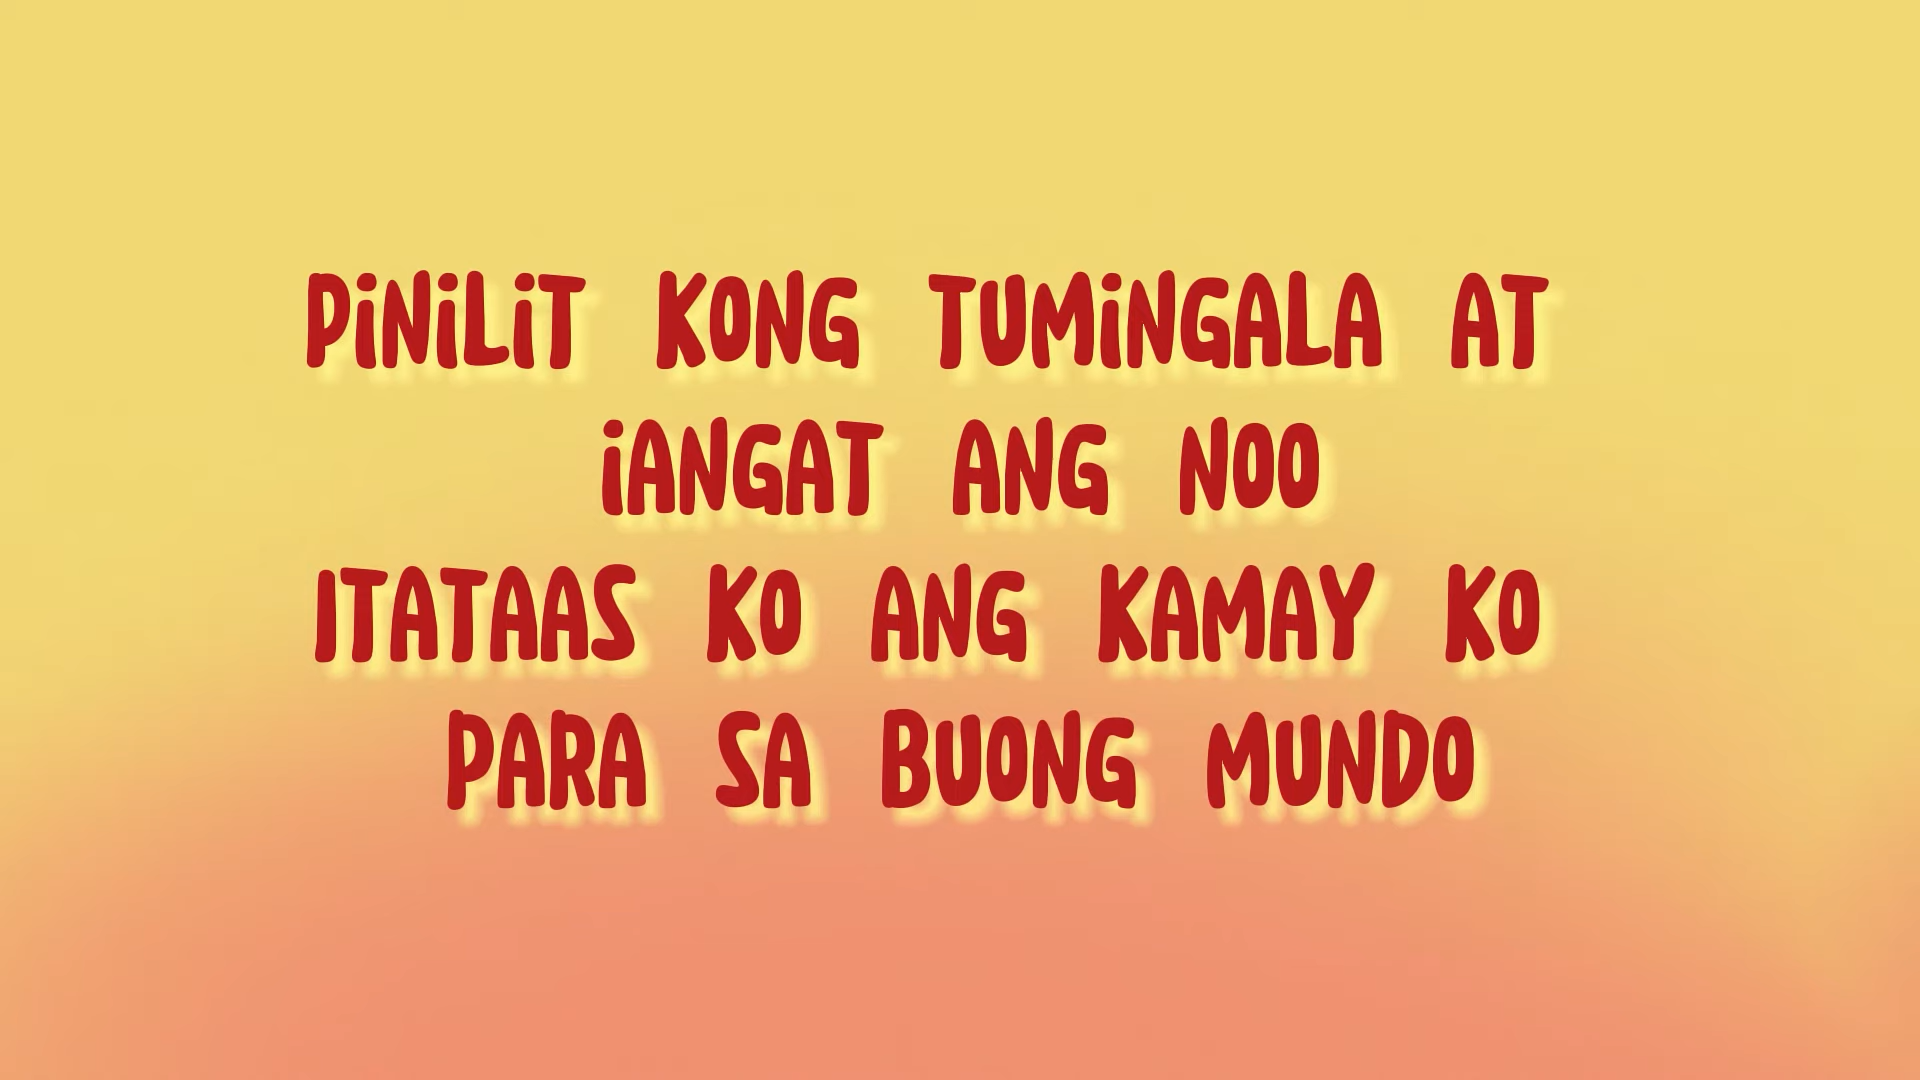 PiNiLiT KONG TUMiNGALA AT
iANGAT ANG NOO
ITATAAS KO ANG KAMAY KO
PARA SA BUONG MUNDO